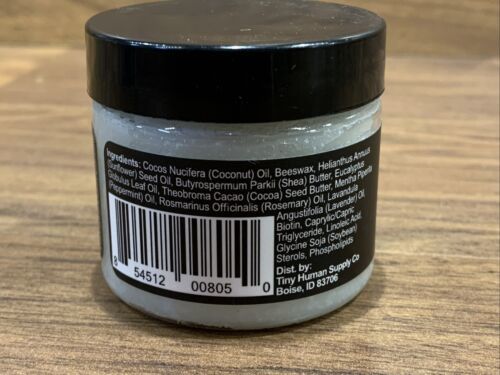 Ingredients: Cocos Nucifera (Coconut) Oil, Beeswax, Helianthus Annuus
(Sunflower) Seed Oil, Butyrospermum Parkii (Shea) Butter, Eucalyptus
Globulus Leaf Oil, Theobroma Cacao (Cocoa) Seed Butter, Mentha Piperita
(Peppermint) Oil, Rosmarinus Officinalis (Rosemary) Oil, Lavandula
Angustifolia (Lavender) Oil,
Biotin, Caprylic/Capric
Triglyceride, Linoleic Acid,
Glycine Soja (Soybean)
Sterols, Phospholipids
Dist. by:
Tiny Human Supply Co
Boise, ID 83706
8 54512 00805 0